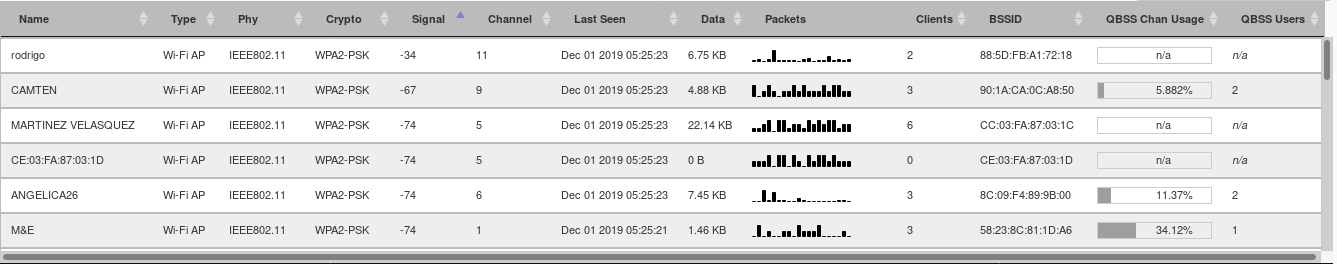 Name Type Phy Crypto Signal Channel Last Seen Data Packets Clients BSSID QBSS Chan Usage QBSS Users
rodrigo Wi-Fi AP IEEE802.11 WPA2-PSK -34 11 Dec 01 2019 05:25:23 6.75 KB 2 88:5D:FB:A1:72:18 n/a n/a
CAMTEN Wi-Fi AP IEEE802.11 WPA2-PSK -67 9 Dec 01 2019 05:25:23 4.88 KB 3 90:1A:CA:0C:A8:50 5.882% 2
MARTINEZ VELASQUEZ Wi-Fi AP IEEE802.11 WPA2-PSK -74 5 Dec 01 2019 05:25:23 22.14 KB 6 CC:03:FA:87:03:1C n/a n/a
CE:03:FA:87:03:1D Wi-Fi AP IEEE802.11 WPA2-PSK -74 5 Dec 01 2019 05:25:23 0 B 0 CE:03:FA:87:03:1D n/a n/a
ANGELICA26 Wi-Fi AP IEEE802.11 WPA2-PSK -74 6 Dec 01 2019 05:25:23 7.45 KB 3 8C:09:F4:89:9B:00 11.37% 2
M&E Wi-Fi AP IEEE802.11 WPA2-PSK -74 1 Dec 01 2019 05:25:21 1.46 KB 3 58:23:8C:81:1D:A6 34.12% 1